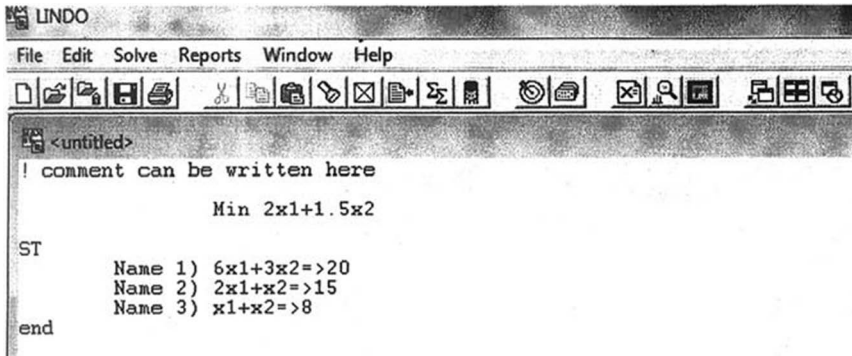 LINDO
File Edit Solve Reports Window Help
<untitled>
! comment can be written here
Min 2x1+1.5x2
ST
Name 1) 6x1+3x2=>20
Name 2) 2x1+x2=>15
Name 3) x1+x2=>8
end